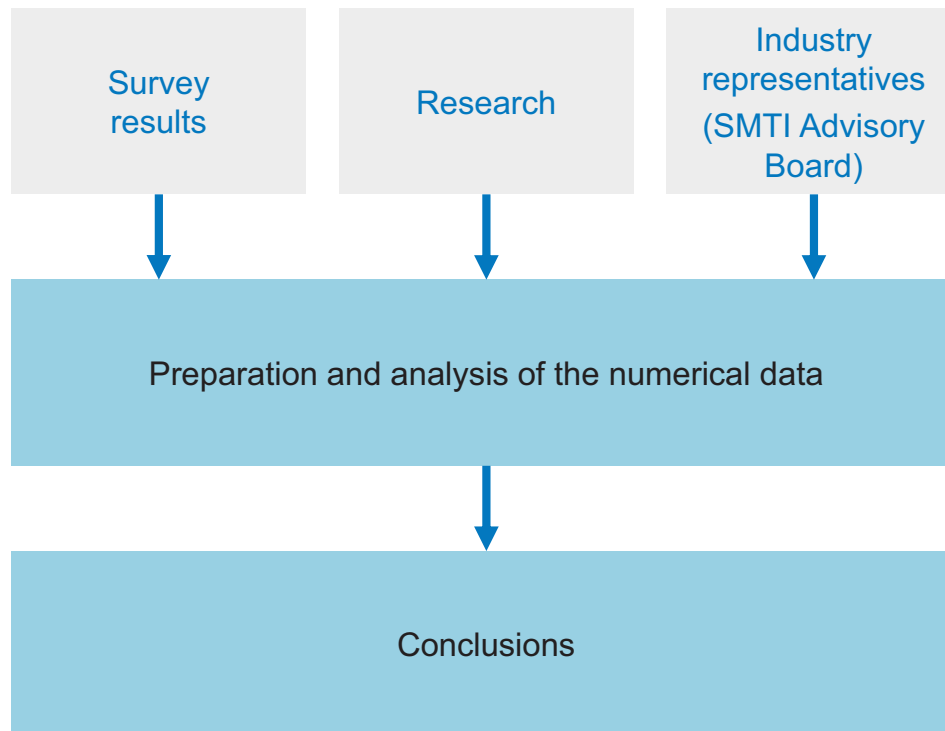 Survey
results
Research
Industry
representatives
(SMTI Advisory
Board)
Preparation and analysis of the numerical data
Conclusions